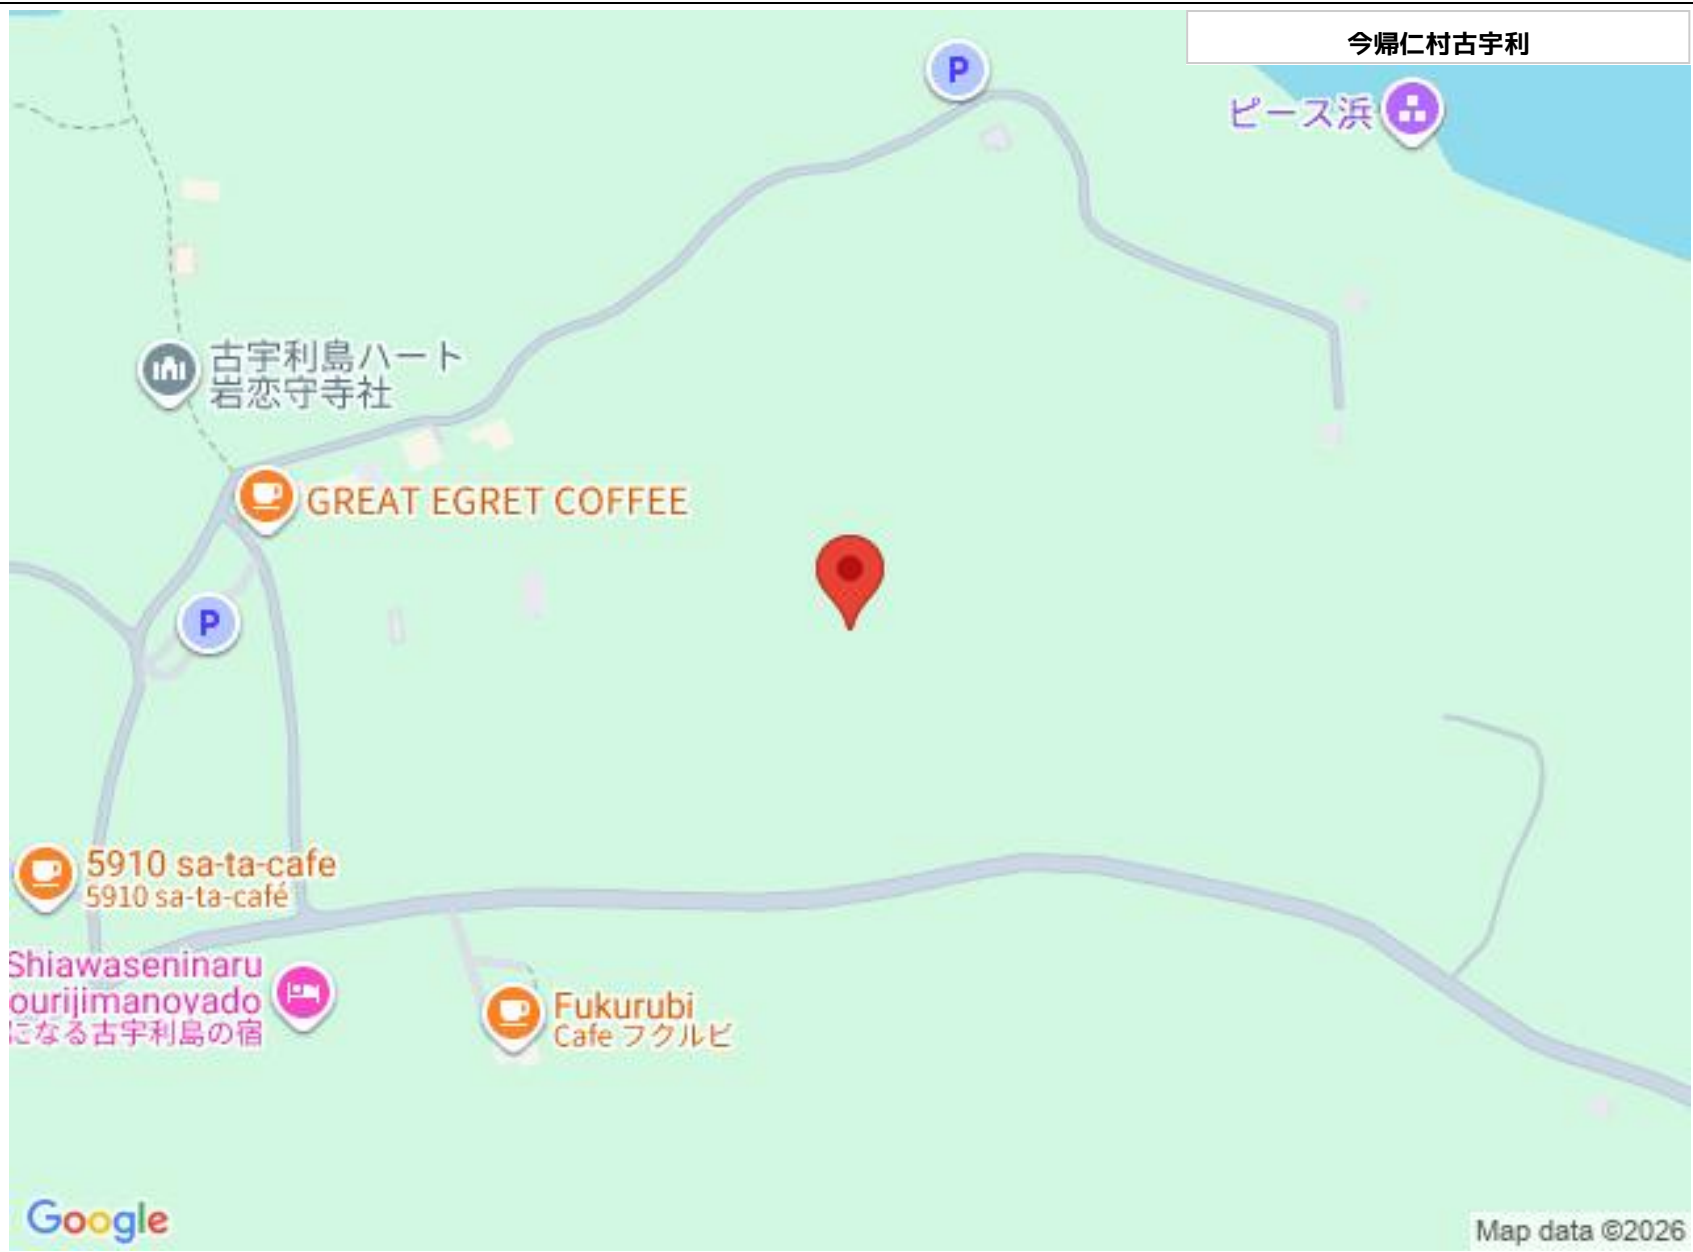 今帰仁村古宇利
P
ピース浜
古宇利島ハート
岩恋守寺社
GREAT EGRET COFFEE
P
5910 sa-ta-cafe
5910 sa-ta-café
Shiawaseninaru
ourijimanoyado
になる古宇利島の宿
Fukurubi
Cafe フクルビ
Google
Map data ©2026